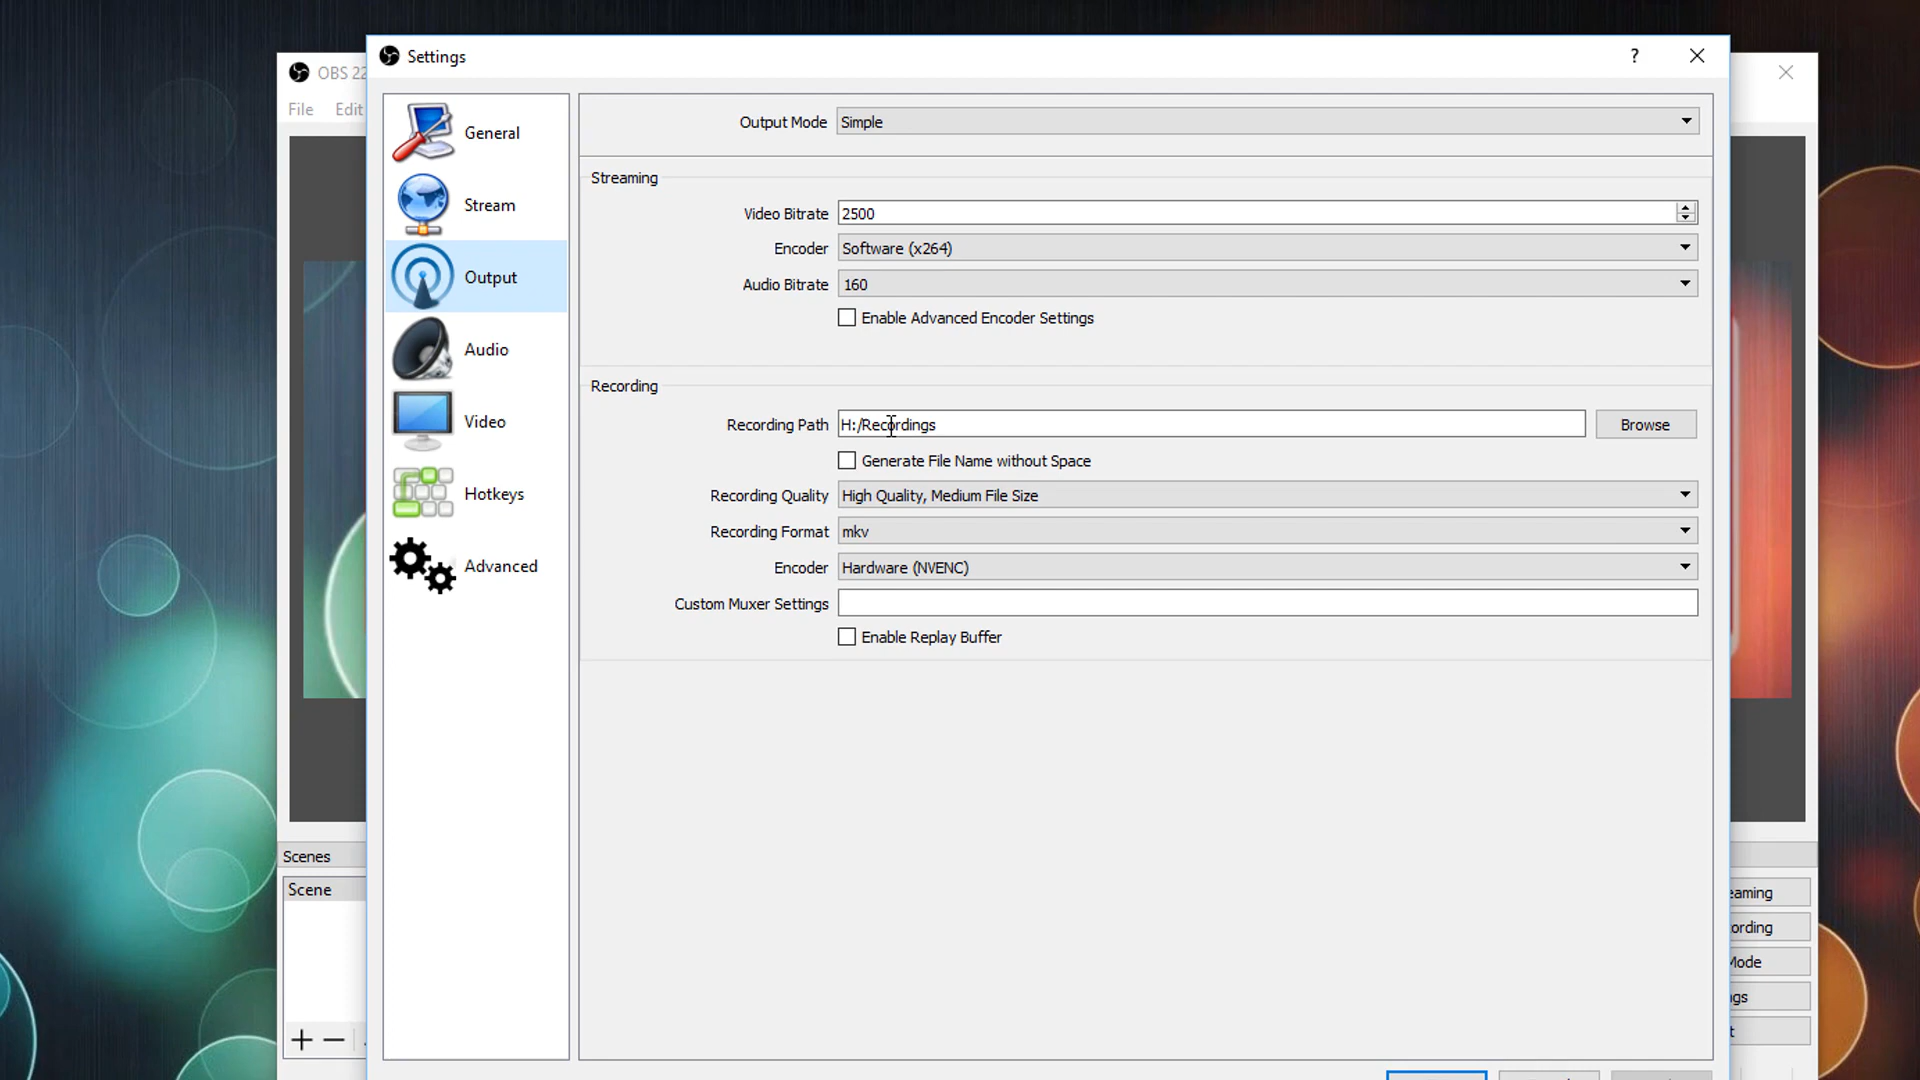 Settings
?
OBS 22
File Edit
General
Stream
Output
Audio
Video
Hotkeys
Advanced
Output Mode Simple
Streaming
Video Bitrate 2500
Encoder Software (x264)
Audio Bitrate 160
Enable Advanced Encoder Settings
Recording
Recording Path H:/Recordings Browse
Generate File Name without Space
Recording Quality High Quality, Medium File Size
Recording Format mkv
Encoder Hardware (NVENC)
Custom Muxer Settings
Enable Replay Buffer
Scenes
Scene
eaming
ording
Mode
ngs
t